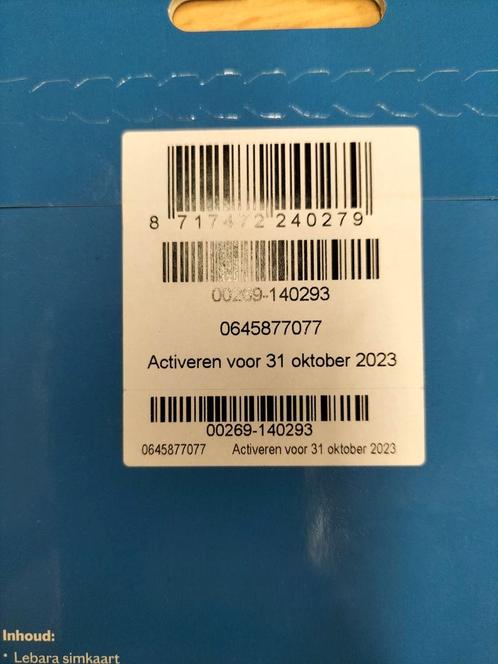 8 717472 240279
00269-140293
0645877077
Activeren voor 31 oktober 2023
00269-140293
0645877077 Activeren voor 31 oktober 2023
Inhoud:
• Lebara simkaart